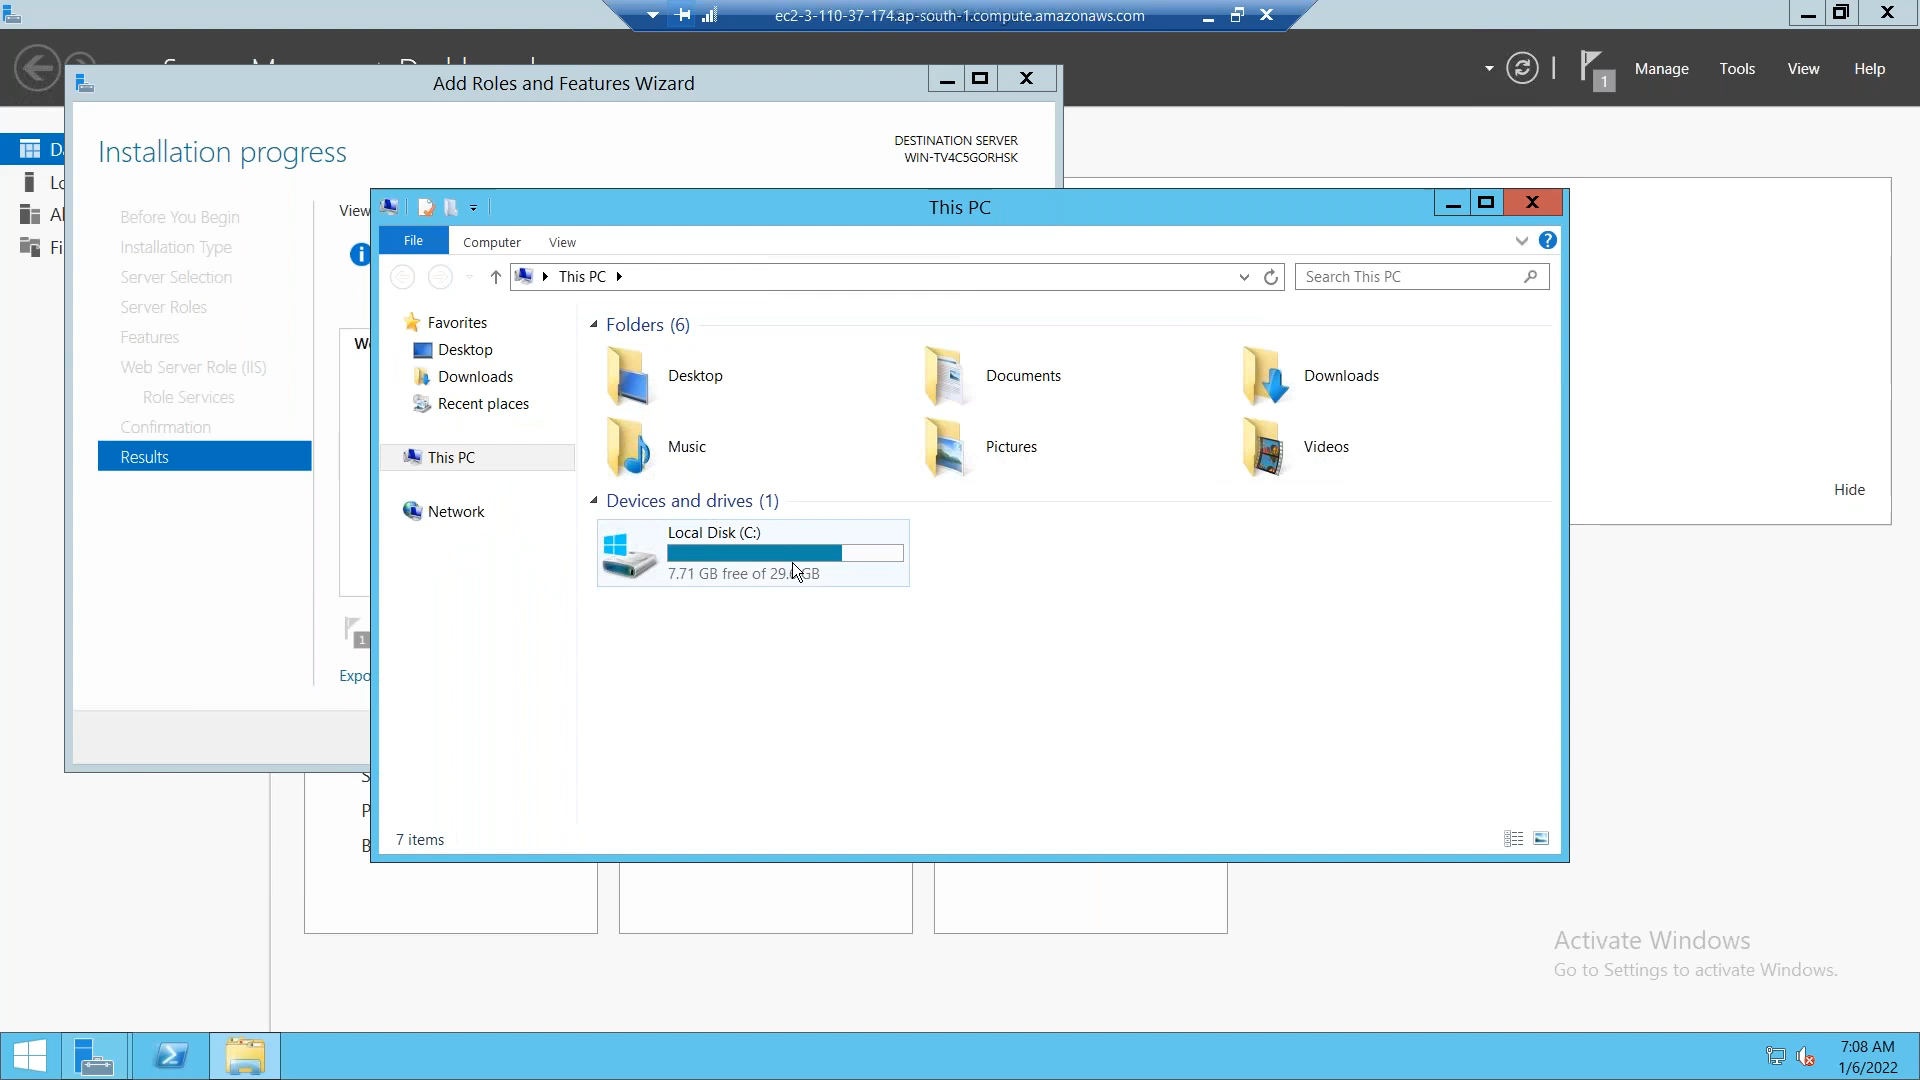 ec2-3-110-37-174.ap-south-1.compute.amazonaws.com
Manage Tools View Help
1
Add Roles and Features Wizard
Installation progress
DESTINATION SERVER
WIN-TV4C5GORHSK
Before You Begin
Installation Type
Server Selection
Server Roles
Features
Web Server Role (IIS)
Role Services
Confirmation
Results
View
1
Expo
This PC
File Computer View
This PC
Search This PC
Favorites
Desktop
Downloads
Recent places
This PC
Network
Folders (6)
Desktop
Documents
Downloads
Music
Pictures
Videos
Devices and drives (1)
Local Disk (C:)
7.71 GB free of GB
7 items
Hide
Activate Windows
Go to Settings to activate Windows.
7:08 AM
1/6/2022